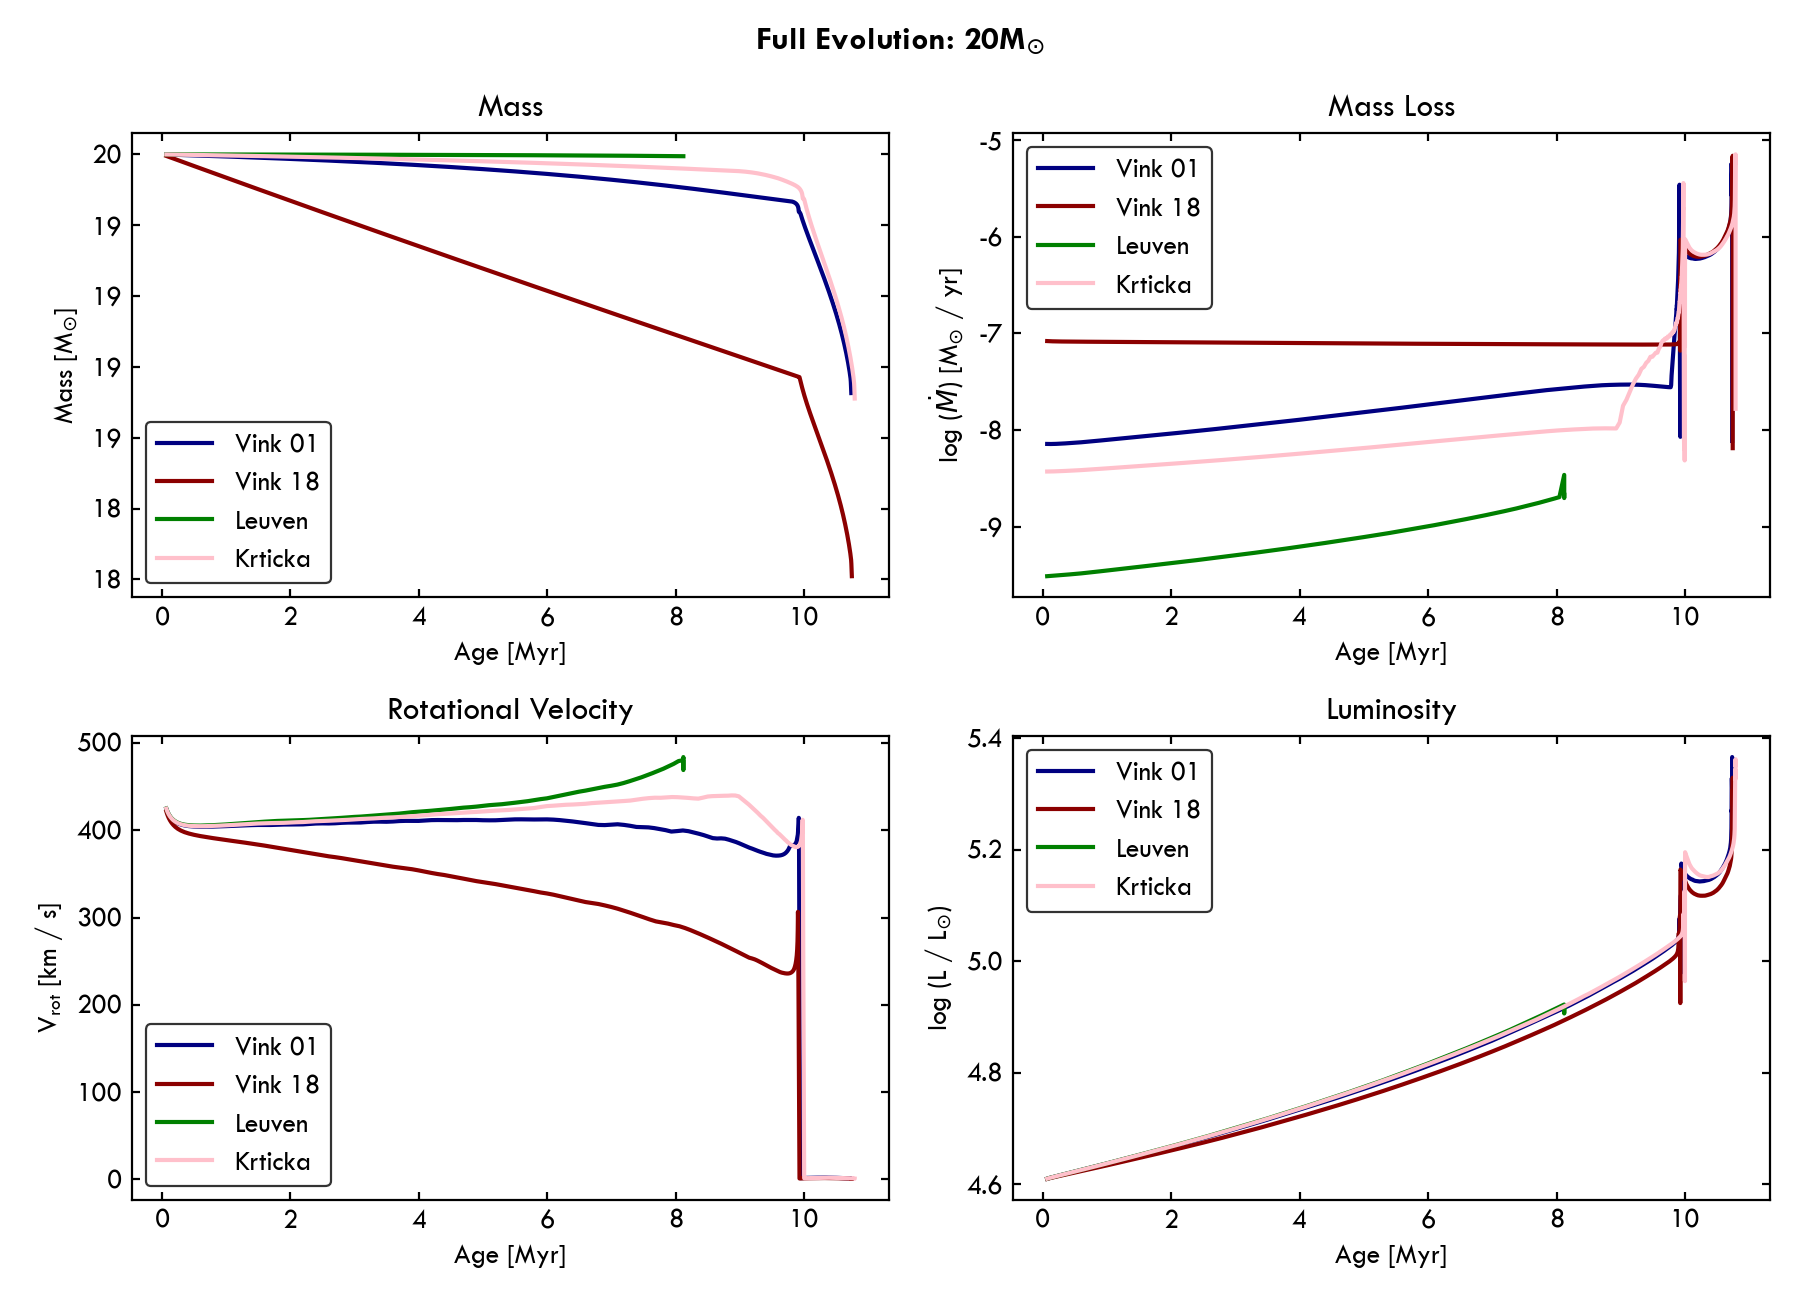 Full Evolution: 20M⊙
Mass
20
19
19
19
19
18
18
Mass [M⊙]
0 2 4 6 8 10
Age [Myr]
Vink 01
Vink 18
Leuven
Krticka
Mass Loss
-5
-6
-7
-8
-9
log (Ṁ) [M⊙ / yr]
0 2 4 6 8 10
Age [Myr]
Vink 01
Vink 18
Leuven
Krticka
Rotational Velocity
500
400
300
200
100
0
Vrot [km / s]
0 2 4 6 8 10
Age [Myr]
Vink 01
Vink 18
Leuven
Krticka
Luminosity
5.4
5.2
5.0
4.8
4.6
log (L / L⊙)
0 2 4 6 8 10
Age [Myr]
Vink 01
Vink 18
Leuven
Krticka